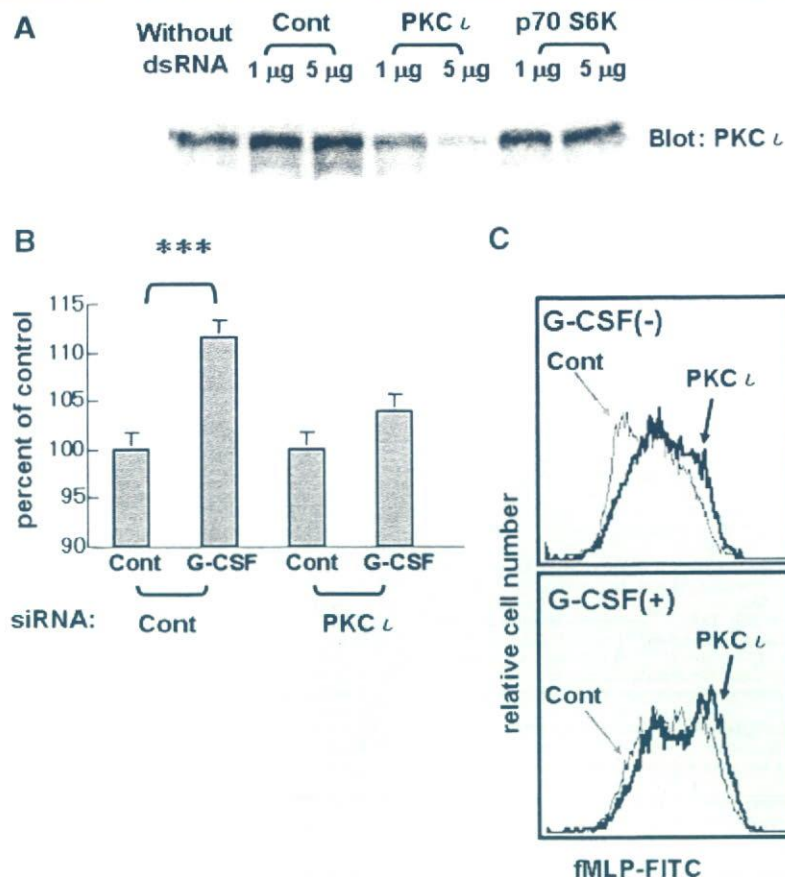 A
Without dsRNA
Cont
PKC ι
p70 S6K
1 µg 5 µg 1 µg 5 µg 1 µg 5 µg
Blot: PKC ι
B
***
percent of control
115
110
105
100
95
90
Cont G-CSF Cont G-CSF
siRNA: Cont PKC ι
C
G-CSF(-)
Cont
PKC ι
G-CSF(+)
PKC ι
Cont
relative cell number
fMLP-FITC